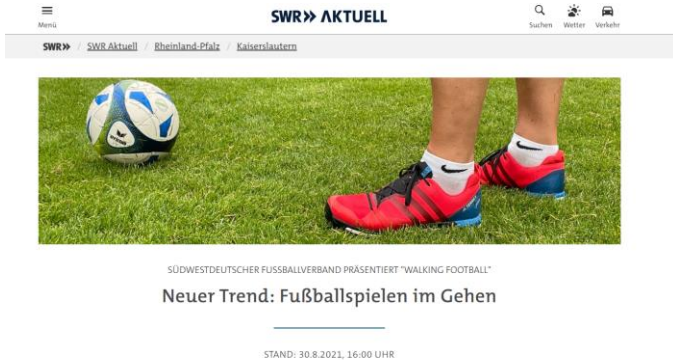 SWR» AKTUELL
Menü
Suchen Wetter Verkehr
SWR» / SWR Aktuell / Rheinland-Pfalz / Kaiserslautern
SÜDWESTDEUTSCHER FUSSBALLVERBAND PRÄSENTIERT "WALKING FOOTBALL"
Neuer Trend: Fußballspielen im Gehen
STAND: 30.8.2021, 16:00 UHR